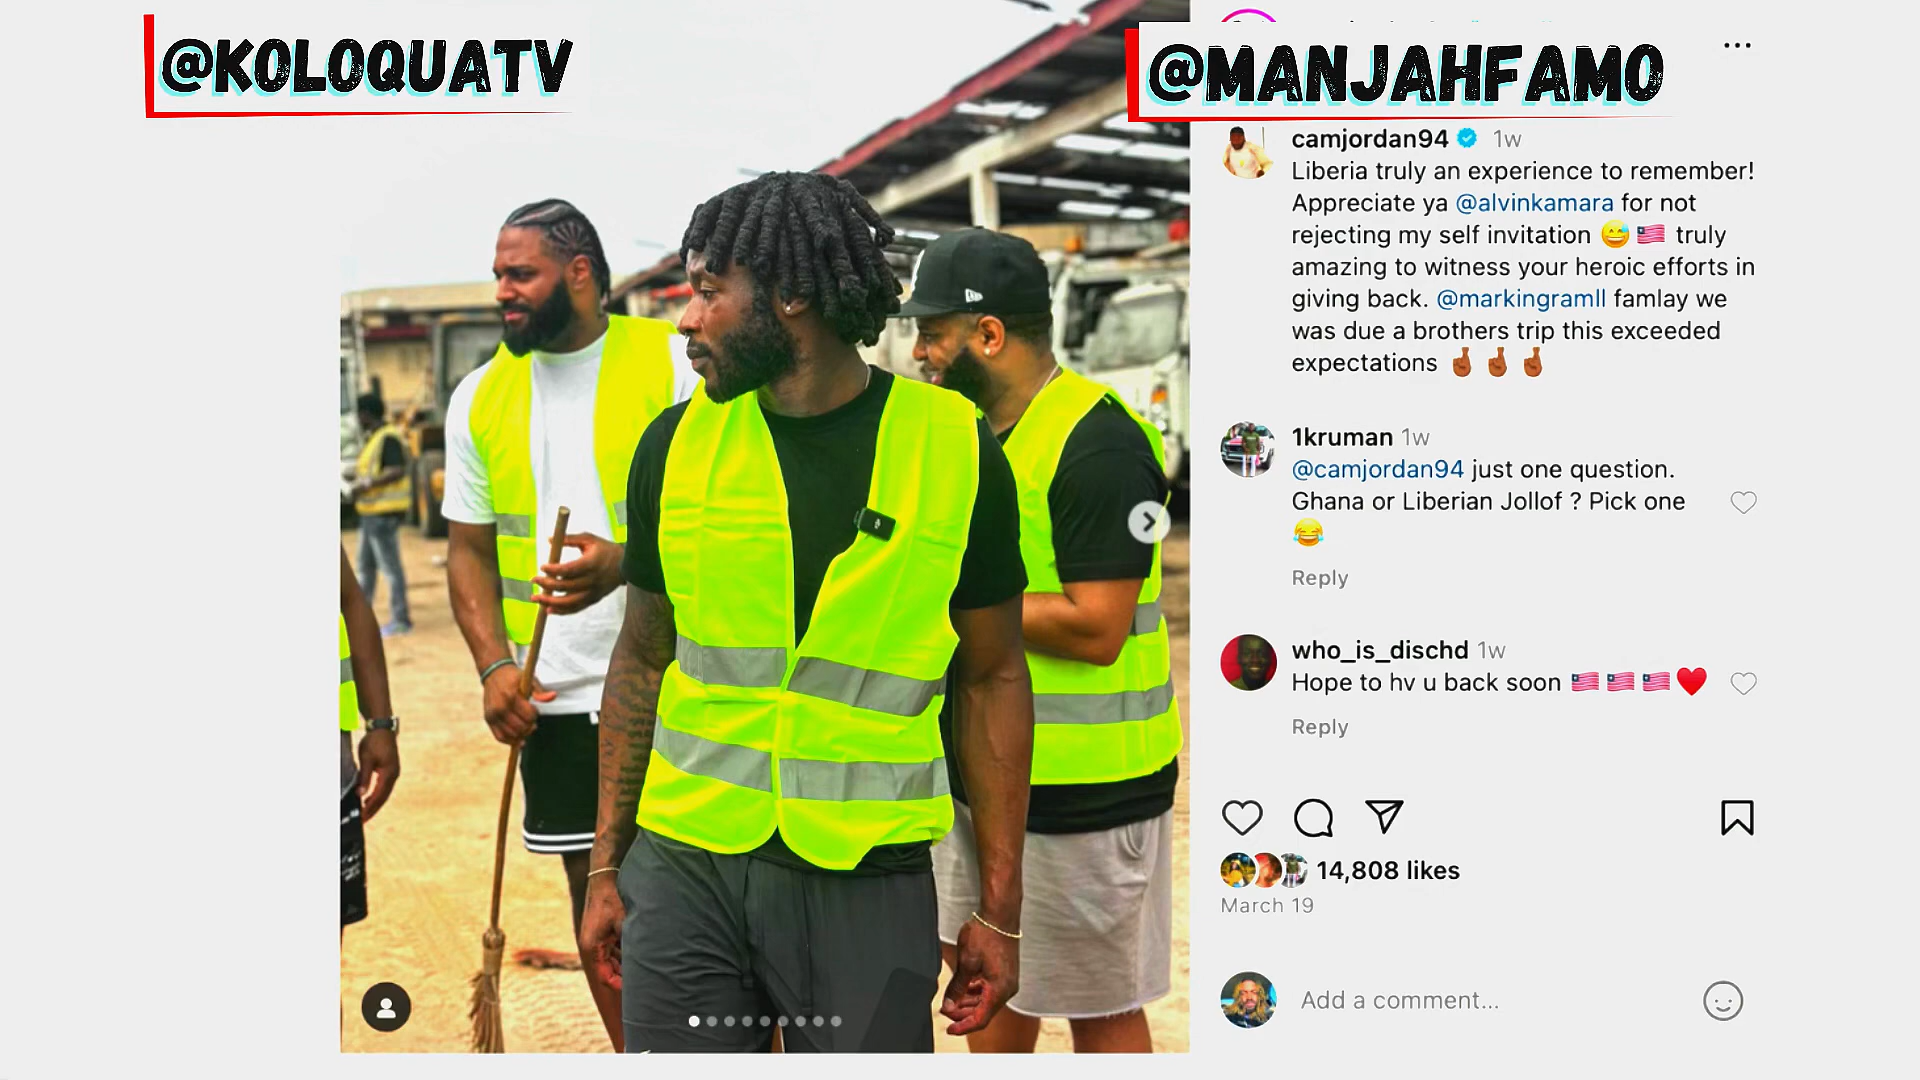 @KOLOQUATV
@MANJAHFAMO
camjordan94 1w
Liberia truly an experience to remember!
Appreciate ya @alvinkamara for not
rejecting my self invitation 😅🇱🇷 truly
amazing to witness your heroic efforts in
giving back. @markingramll famlay we
was due a brothers trip this exceeded
expectations 🤞🏾🤞🏾🤞🏾
1kruman 1w
@camjordan94 just one question.
Ghana or Liberian Jollof ? Pick one
😂
Reply
who_is_dischd 1w
Hope to hv u back soon 🇱🇷🇱🇷🇱🇷❤️
Reply
14,808 likes
March 19
Add a comment...